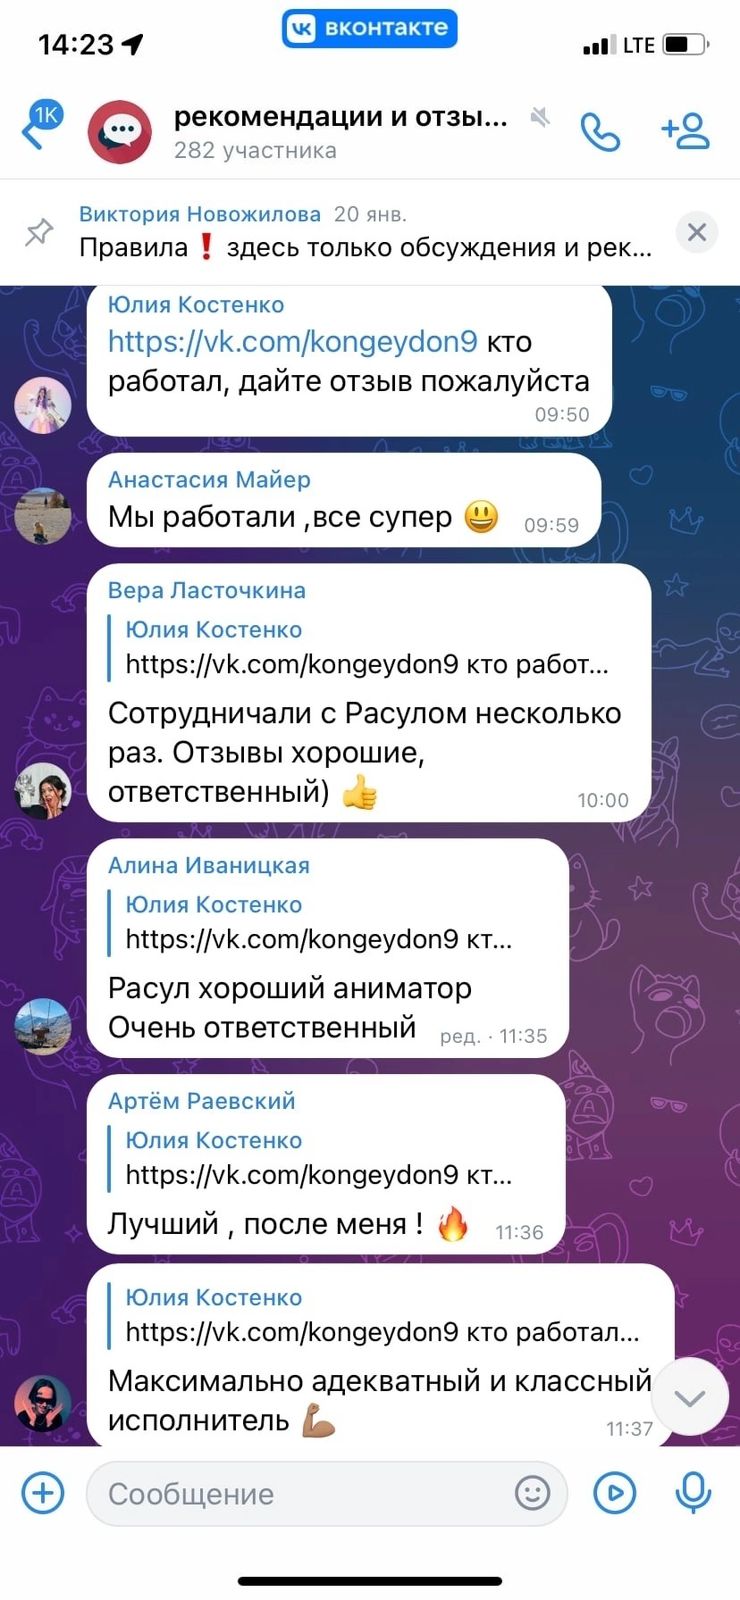 14:23
вконтакте
LTE
1K
рекомендации и отзы...
282 участника
Виктория Новожилова 20 янв.
Правила❗ здесь только обсуждения и рек...
Юлия Костенко
https://vk.com/kongeydon9 кто
работал, дайте отзыв пожалуйста
09:50
Анастасия Майер
Мы работали ,все супер 😃 09:59
Вера Ласточкина
Юлия Костенко
https://vk.com/kongeydon9 кто работ...
Сотрудничали с Расулом несколько
раз. Отзывы хорошие,
ответственный) 👍 10:00
Алина Иваницкая
Юлия Костенко
https://vk.com/kongeydon9 кт...
Расул хороший аниматор
Очень ответственный ред. · 11:35
Артём Раевский
Юлия Костенко
https://vk.com/kongeydon9 кт...
Лучший , после меня ! 🔥 11:36
Юлия Костенко
https://vk.com/kongeydon9 кто работал...
Максимально адекватный и классный
исполнитель 💪🏽 11:37
Сообщение